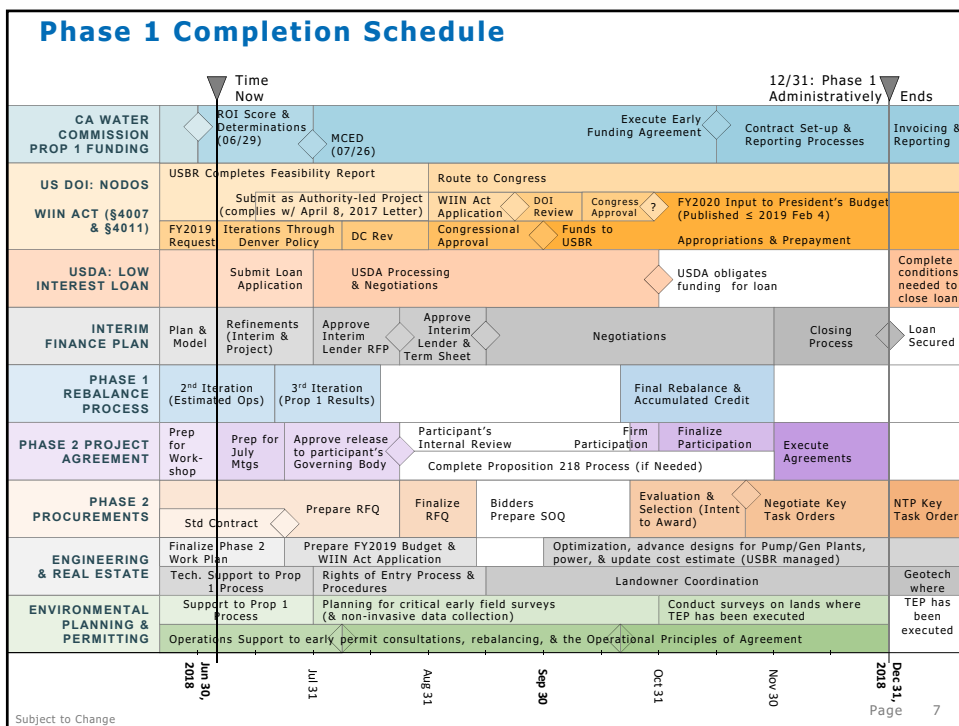 Phase 1 Completion Schedule
Time
Now
12/31: Phase 1
Administratively
Ends
CA WATER
COMMISSION
PROP 1 FUNDING
ROI Score &
Determinations
(06/29)
MCED
(07/26)
Execute Early
Funding Agreement
Contract Set-up &
Reporting Processes
Invoicing &
Reporting
US DOI: NODOS
WIIN ACT (§4007
& §4011)
USBR Completes Feasibility Report
Route to Congress
Submit as Authority-led Project
(complies w/ April 8, 2017 Letter)
WIIN Act
Application
DOI
Review
Congress
Approval
?
FY2020 Input to President's Budget
(Published ≤ 2019 Feb 4)
FY2019
Request
Iterations Through
Denver Policy
DC Rev
Congressional
Approval
Funds to
USBR
Appropriations & Prepayment
USDA: LOW
INTEREST LOAN
Submit Loan
Application
USDA Processing
& Negotiations
USDA obligates
funding for loan
Complete
conditions
needed to
close loan
INTERIM
FINANCE PLAN
Plan &
Model
Refinements
(Interim &
Project)
Approve
Interim
Lender RFP
Approve
Interim
Lender &
Term Sheet
Negotiations
Closing
Process
Loan
Secured
PHASE 1
REBALANCE
PROCESS
2nd Iteration
(Estimated Ops)
3rd Iteration
(Prop 1 Results)
Final Rebalance &
Accumulated Credit
PHASE 2 PROJECT
AGREEMENT
Prep
for
Work-
shop
Prep for
July
Mtgs
Approve release
to participant's
Governing Body
Participant's
Internal Review
Firm
Participation
Finalize
Participation
Complete Proposition 218 Process (if Needed)
Execute
Agreements
PHASE 2
PROCUREMENTS
Std Contract
Prepare RFQ
Finalize
RFQ
Bidders
Prepare SOQ
Evaluation &
Selection (Intent
to Award)
Negotiate Key
Task Orders
NTP Key
Task Order
ENGINEERING
& REAL ESTATE
Finalize Phase 2
Work Plan
Prepare FY2019 Budget &
WIIN Act Application
Optimization, advance designs for Pump/Gen Plants,
power, & update cost estimate (USBR managed)
Tech. Support to Prop
1 Process
Rights of Entry Process &
Procedures
Landowner Coordination
Geotech
where
TEP has
been
executed
ENVIRONMENTAL
PLANNING &
PERMITTING
Support to Prop 1
Process
Planning for critical early field surveys
(& non-invasive data collection)
Conduct surveys on lands where
TEP has been executed
Operations Support to early permit consultations, rebalancing, & the Operational Principles of Agreement
Jun 30,
2018
Jul 31
Aug 31
Sep 30
Oct 31
Nov 30
Dec 31,
2018
Subject to Change
Page 7